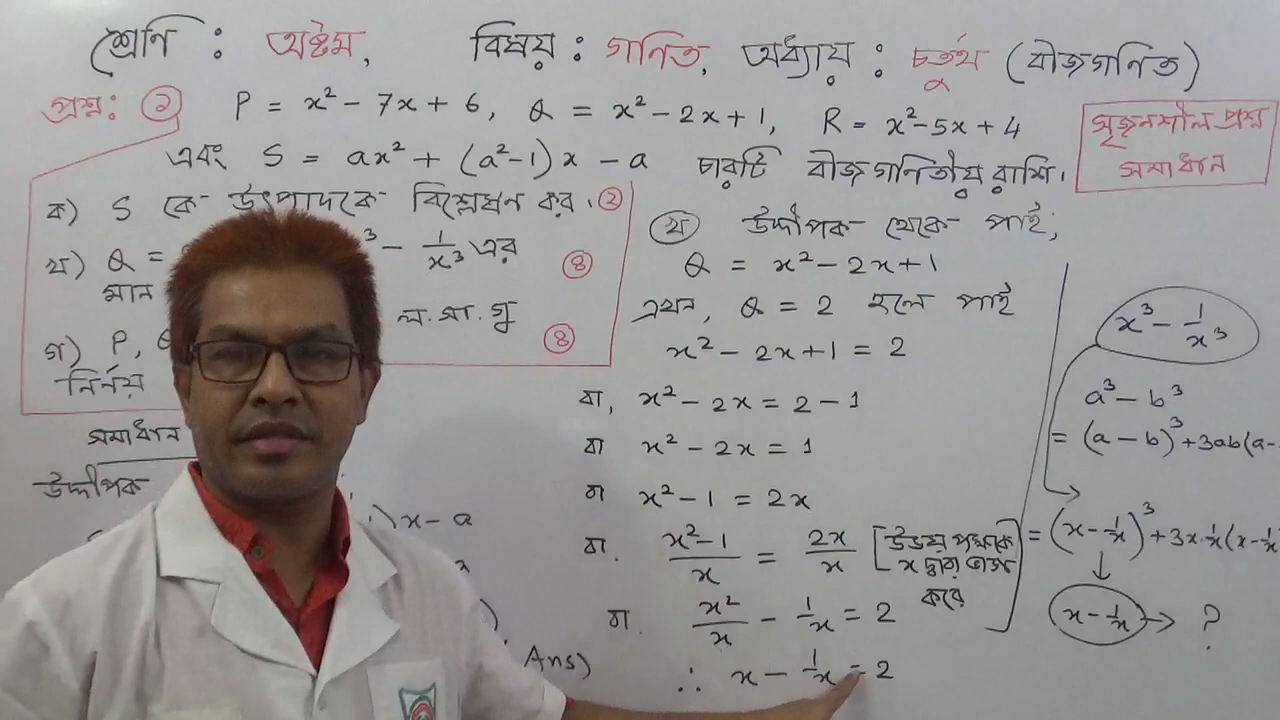 শ্রেণি : অষ্টম, বিষয় : গণিত, অধ্যায় : চতুর্থ (বীজগণিত)
প্রশ্ন: ১ P = x² − 7x + 6, Q = x² − 2x + 1, R = x² − 5x + 4
এবং S = ax² + (a²−1)x − a চারটি বীজগণিতীয় রাশি।
সৃজনশীল প্রশ্ন
সমাধান
ক) S কে উৎপাদকে বিশ্লেষণ কর। ২
খ) Q = ³ − 1/x³ এর
মান ৪
গ) P, ল.সা.গু
নির্ণয় ৪
সমাধান
উদ্দীপক
) x − a
Ans)
খ উদ্দীপক থেকে পাই;
Q = x² − 2x + 1
এখন, Q = 2 হলে পাই
x² − 2x + 1 = 2
বা, x² − 2x = 2 − 1
বা x² − 2x = 1
বা x² − 1 = 2x
বা. x²−1/x = 2x/x [উভয় পক্ষকে
x দ্বারা ভাগ
করে]
বা. x²/x − 1/x = 2
∴ x − 1/x = 2
x³ − 1/x³
a³ − b³
= (a − b)³ + 3ab(a-
= (x − 1/x)³ + 3x·1/x(x − 1/x
x − 1/x → ?